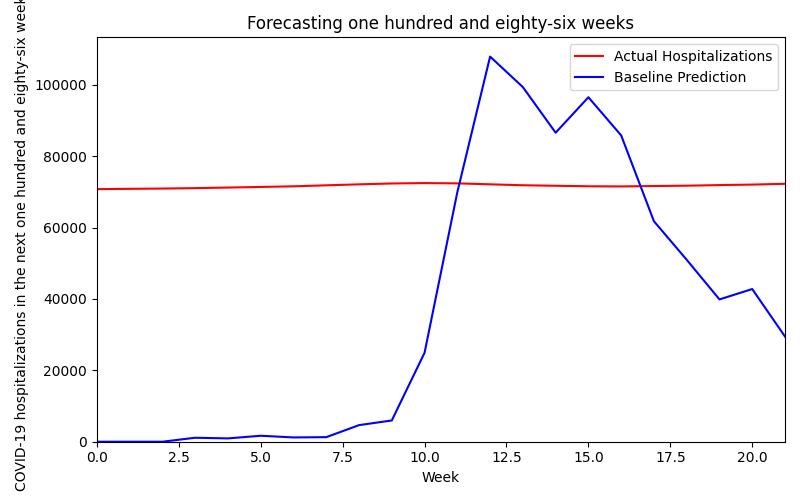 Forecasting one hundred and eighty-six weeks
Actual Hospitalizations
Baseline Prediction
COVID-19 hospitalizations in the next one hundred and eighty-six week
100000
80000
60000
40000
20000
0
0.0 2.5 5.0 7.5 10.0 12.5 15.0 17.5 20.0
Week